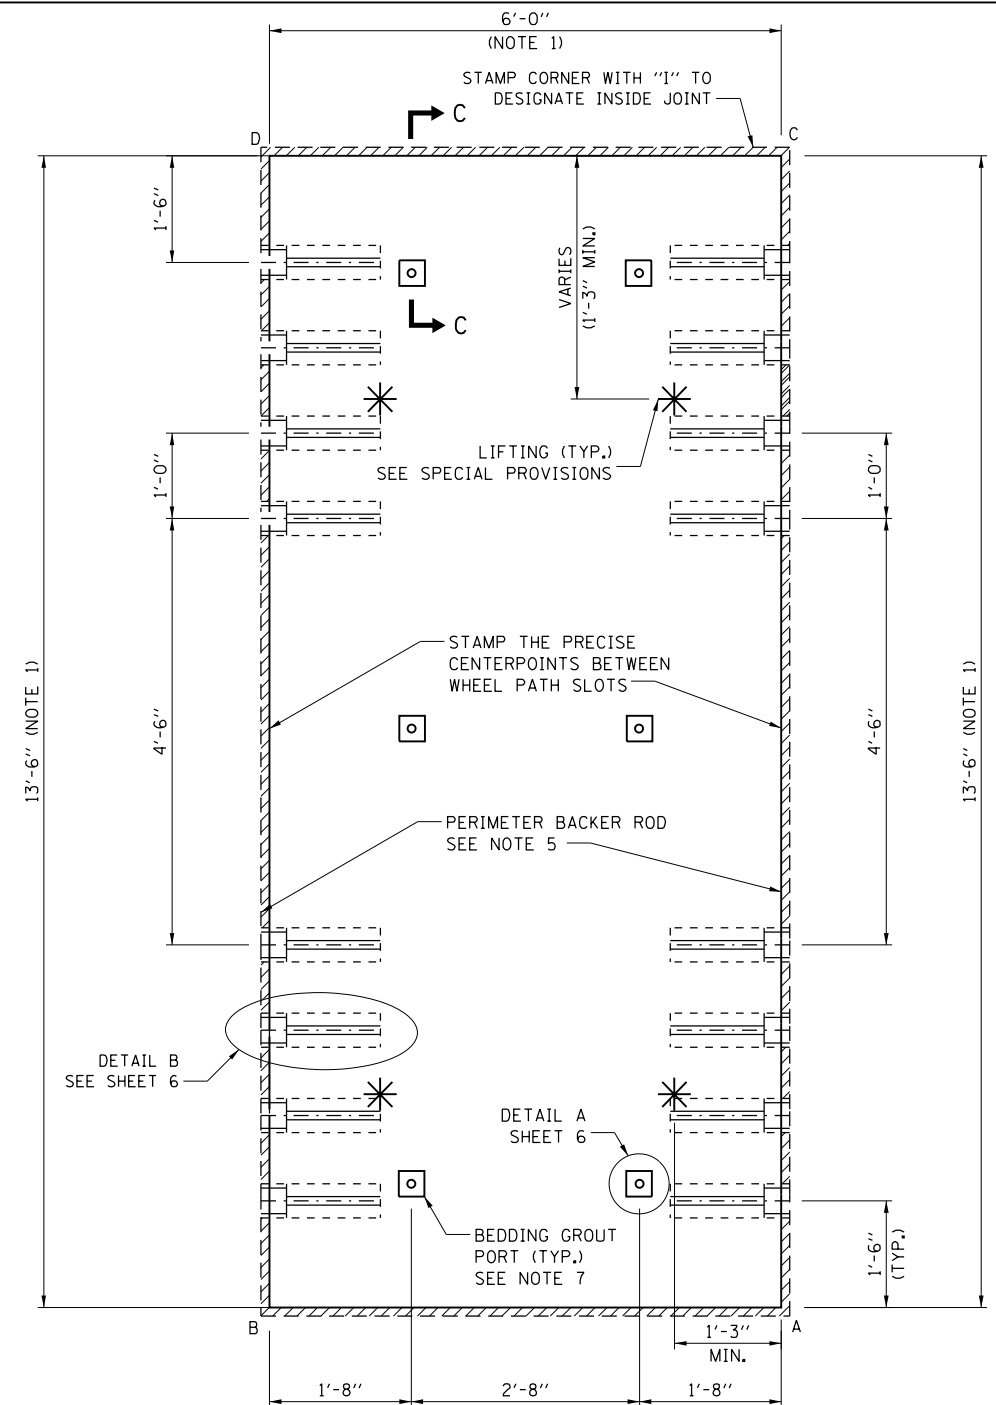 6'-0"
(NOTE 1)
STAMP CORNER WITH "I" TO
DESIGNATE INSIDE JOINT
C
D
C
1'-6"
VARIES
(1'-3" MIN.)
C
LIFTING (TYP.)
SEE SPECIAL PROVISIONS
1'-0"
1'-0"
STAMP THE PRECISE
CENTERPOINTS BETWEEN
WHEEL PATH SLOTS
13'-6" (NOTE 1)
4'-6"
4'-6"
13'-6" (NOTE 1)
PERIMETER BACKER ROD
SEE NOTE 5
DETAIL B
SEE SHEET 6
DETAIL A
SHEET 6
BEDDING GROUT
PORT (TYP.)
SEE NOTE 7
1'-6"
(TYP.)
B
A
1'-3"
MIN.
1'-8"
2'-8"
1'-8"